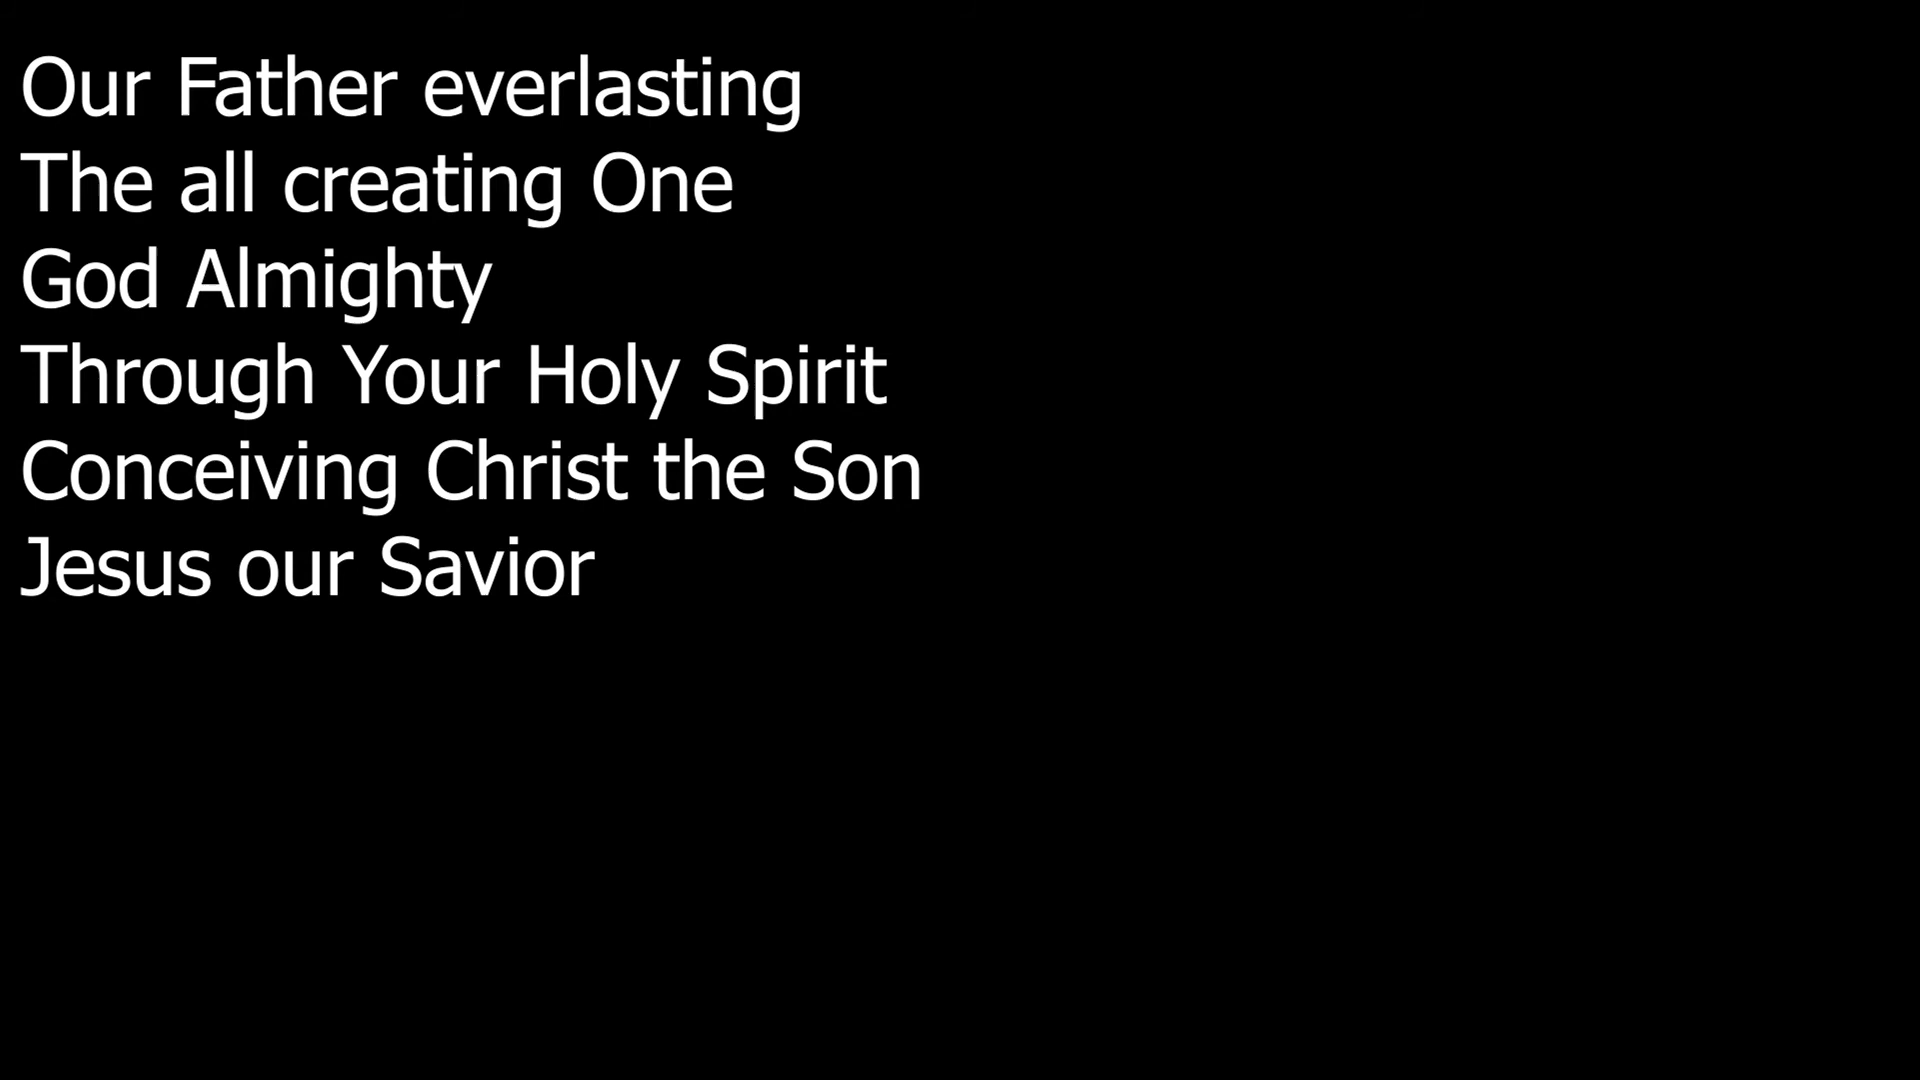 Our Father everlasting
The all creating One
God Almighty
Through Your Holy Spirit
Conceiving Christ the Son
Jesus our Savior